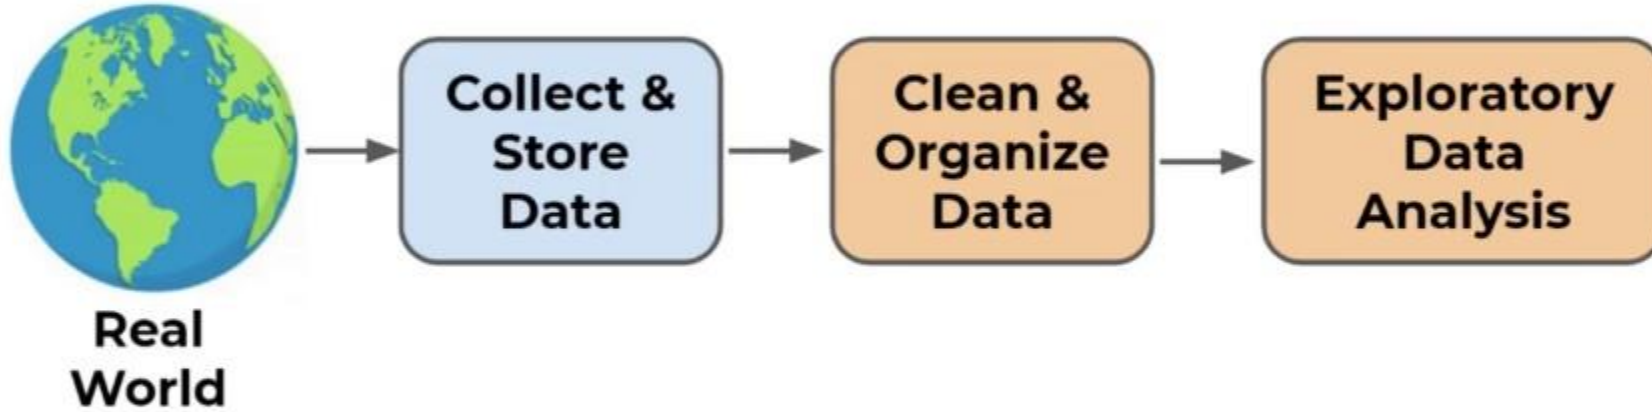 Real
World
Collect &
Store
Data
Clean &
Organize
Data
Exploratory
Data
Analysis